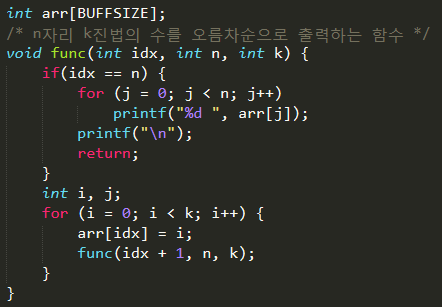 int arr[BUFFSIZE];
/* n자리 k진법의 수를 오름차순으로 출력하는 함수 */
void func(int idx, int n, int k) {
    if(idx == n) {
        for (j = 0; j < n; j++)
            printf("%d ", arr[j]);
        printf("\n");
        return;
    }
    int i, j;
    for (i = 0; i < k; i++) {
        arr[idx] = i;
        func(idx + 1, n, k);
    }
}